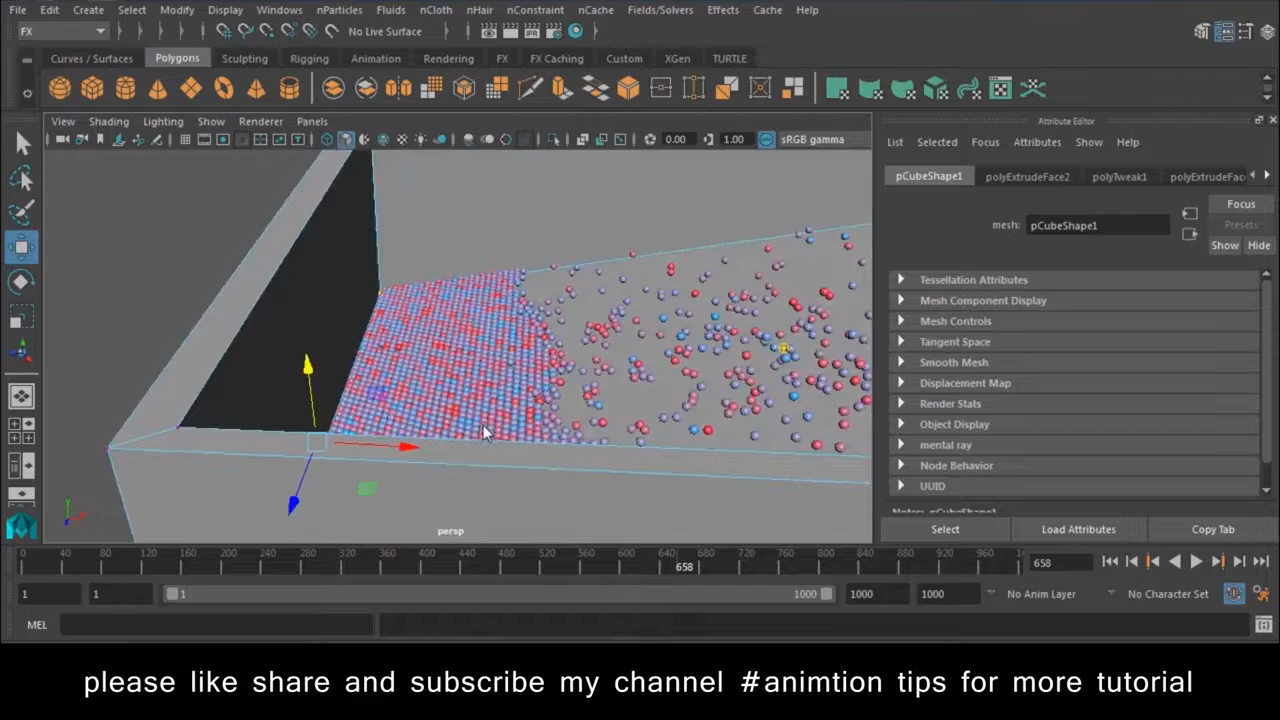 File Edit Create Select Modify Display Windows nParticles Fluids nCloth nHair nConstraint nCache Fields/Solvers Effects Cache Help
FX No Live Surface
Curves / Surfaces Polygons Sculpting Rigging Animation Rendering FX FX Caching Custom XGen TURTLE
View Shading Lighting Show Renderer Panels
0.00 1.00 sRGB gamma
persp
Attribute Editor
List Selected Focus Attributes Show Help
pCubeShape1 polyExtrudeFace2 polyTweak1 polyExtrudeFac
Focus
mesh: pCubeShape1 Presets
Show Hide
Tessellation Attributes
Mesh Component Display
Mesh Controls
Tangent Space
Smooth Mesh
Displacement Map
Render Stats
Object Display
mental ray
Node Behavior
UUID
Select Load Attributes Copy Tab
0 40 80 120 160 200 240 280 320 360 400 440 480 520 560 600 640 680 720 760 800 840 880 920 960
658 658
1 1 1 1000 1000 1000 No Anim Layer No Character Set
MEL
please like share and subscribe my channel #animtion tips for more tutorial